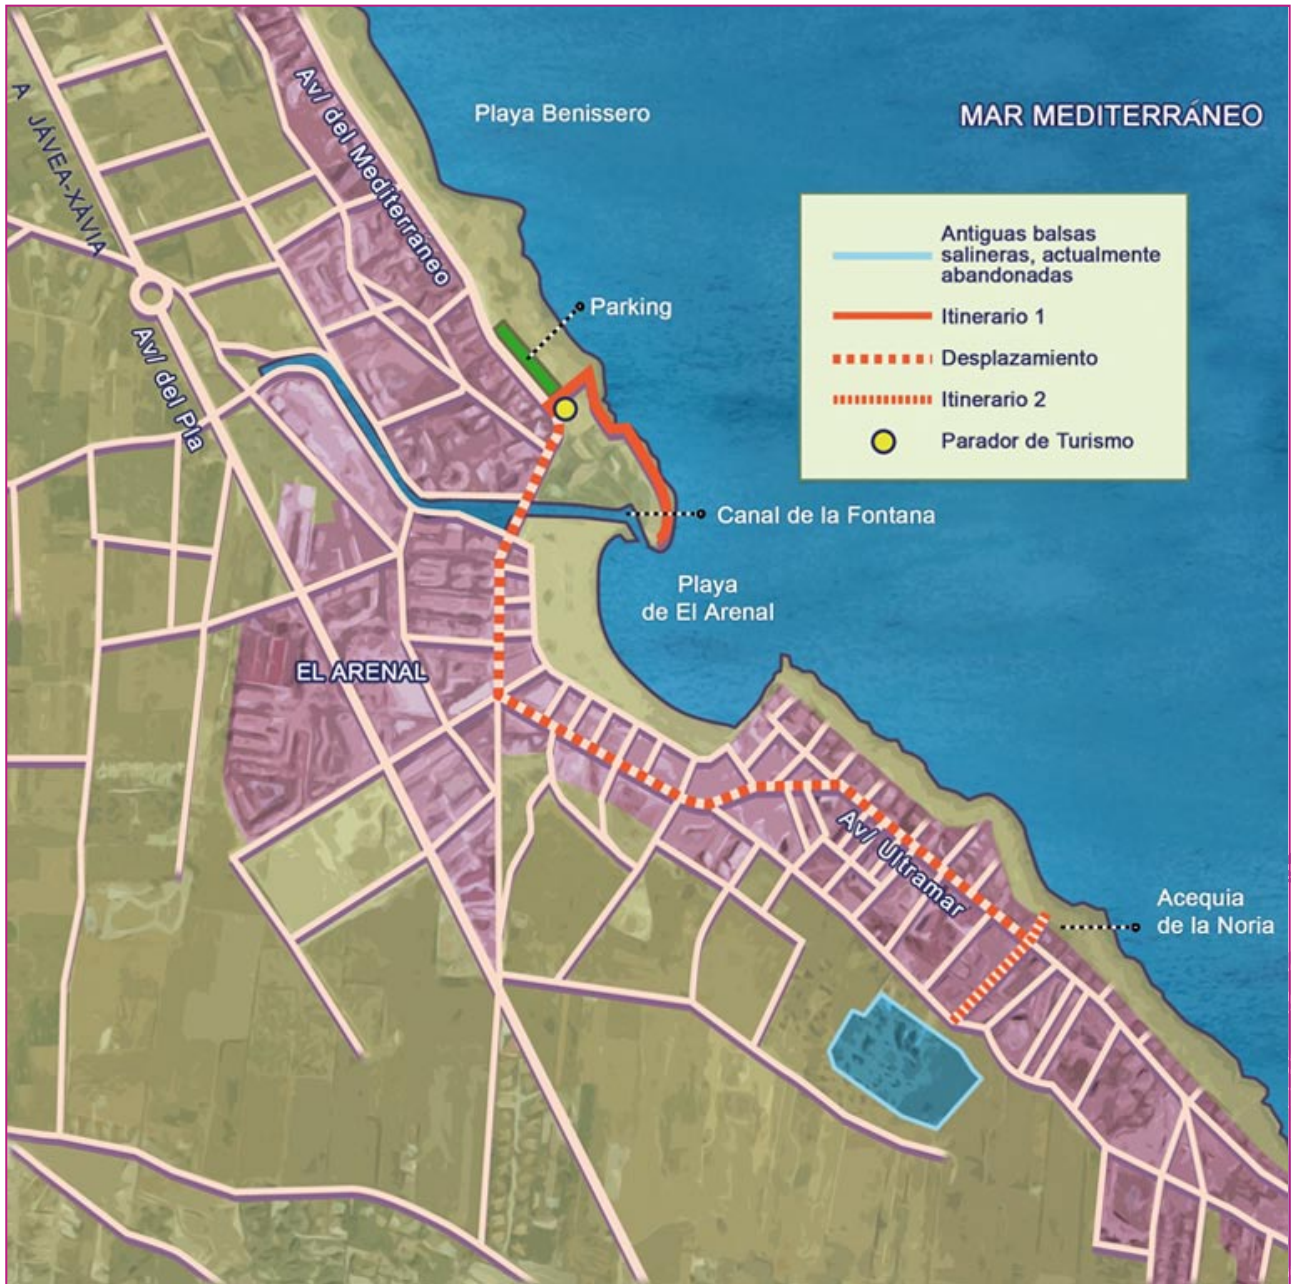 Av/ del Mediterráneo
Playa Benissero
MAR MEDITERRÁNEO
A JÁVEA-XÀVIA
Antiguas balsas
salineras, actualmente
abandonadas
Itinerario 1
Desplazamiento
Itinerario 2
Parador de Turismo
Parking
Av/ del Pla
Canal de la Fontana
Playa
de El Arenal
EL ARENAL
Av/ Ultramar
Acequia
de la Noria